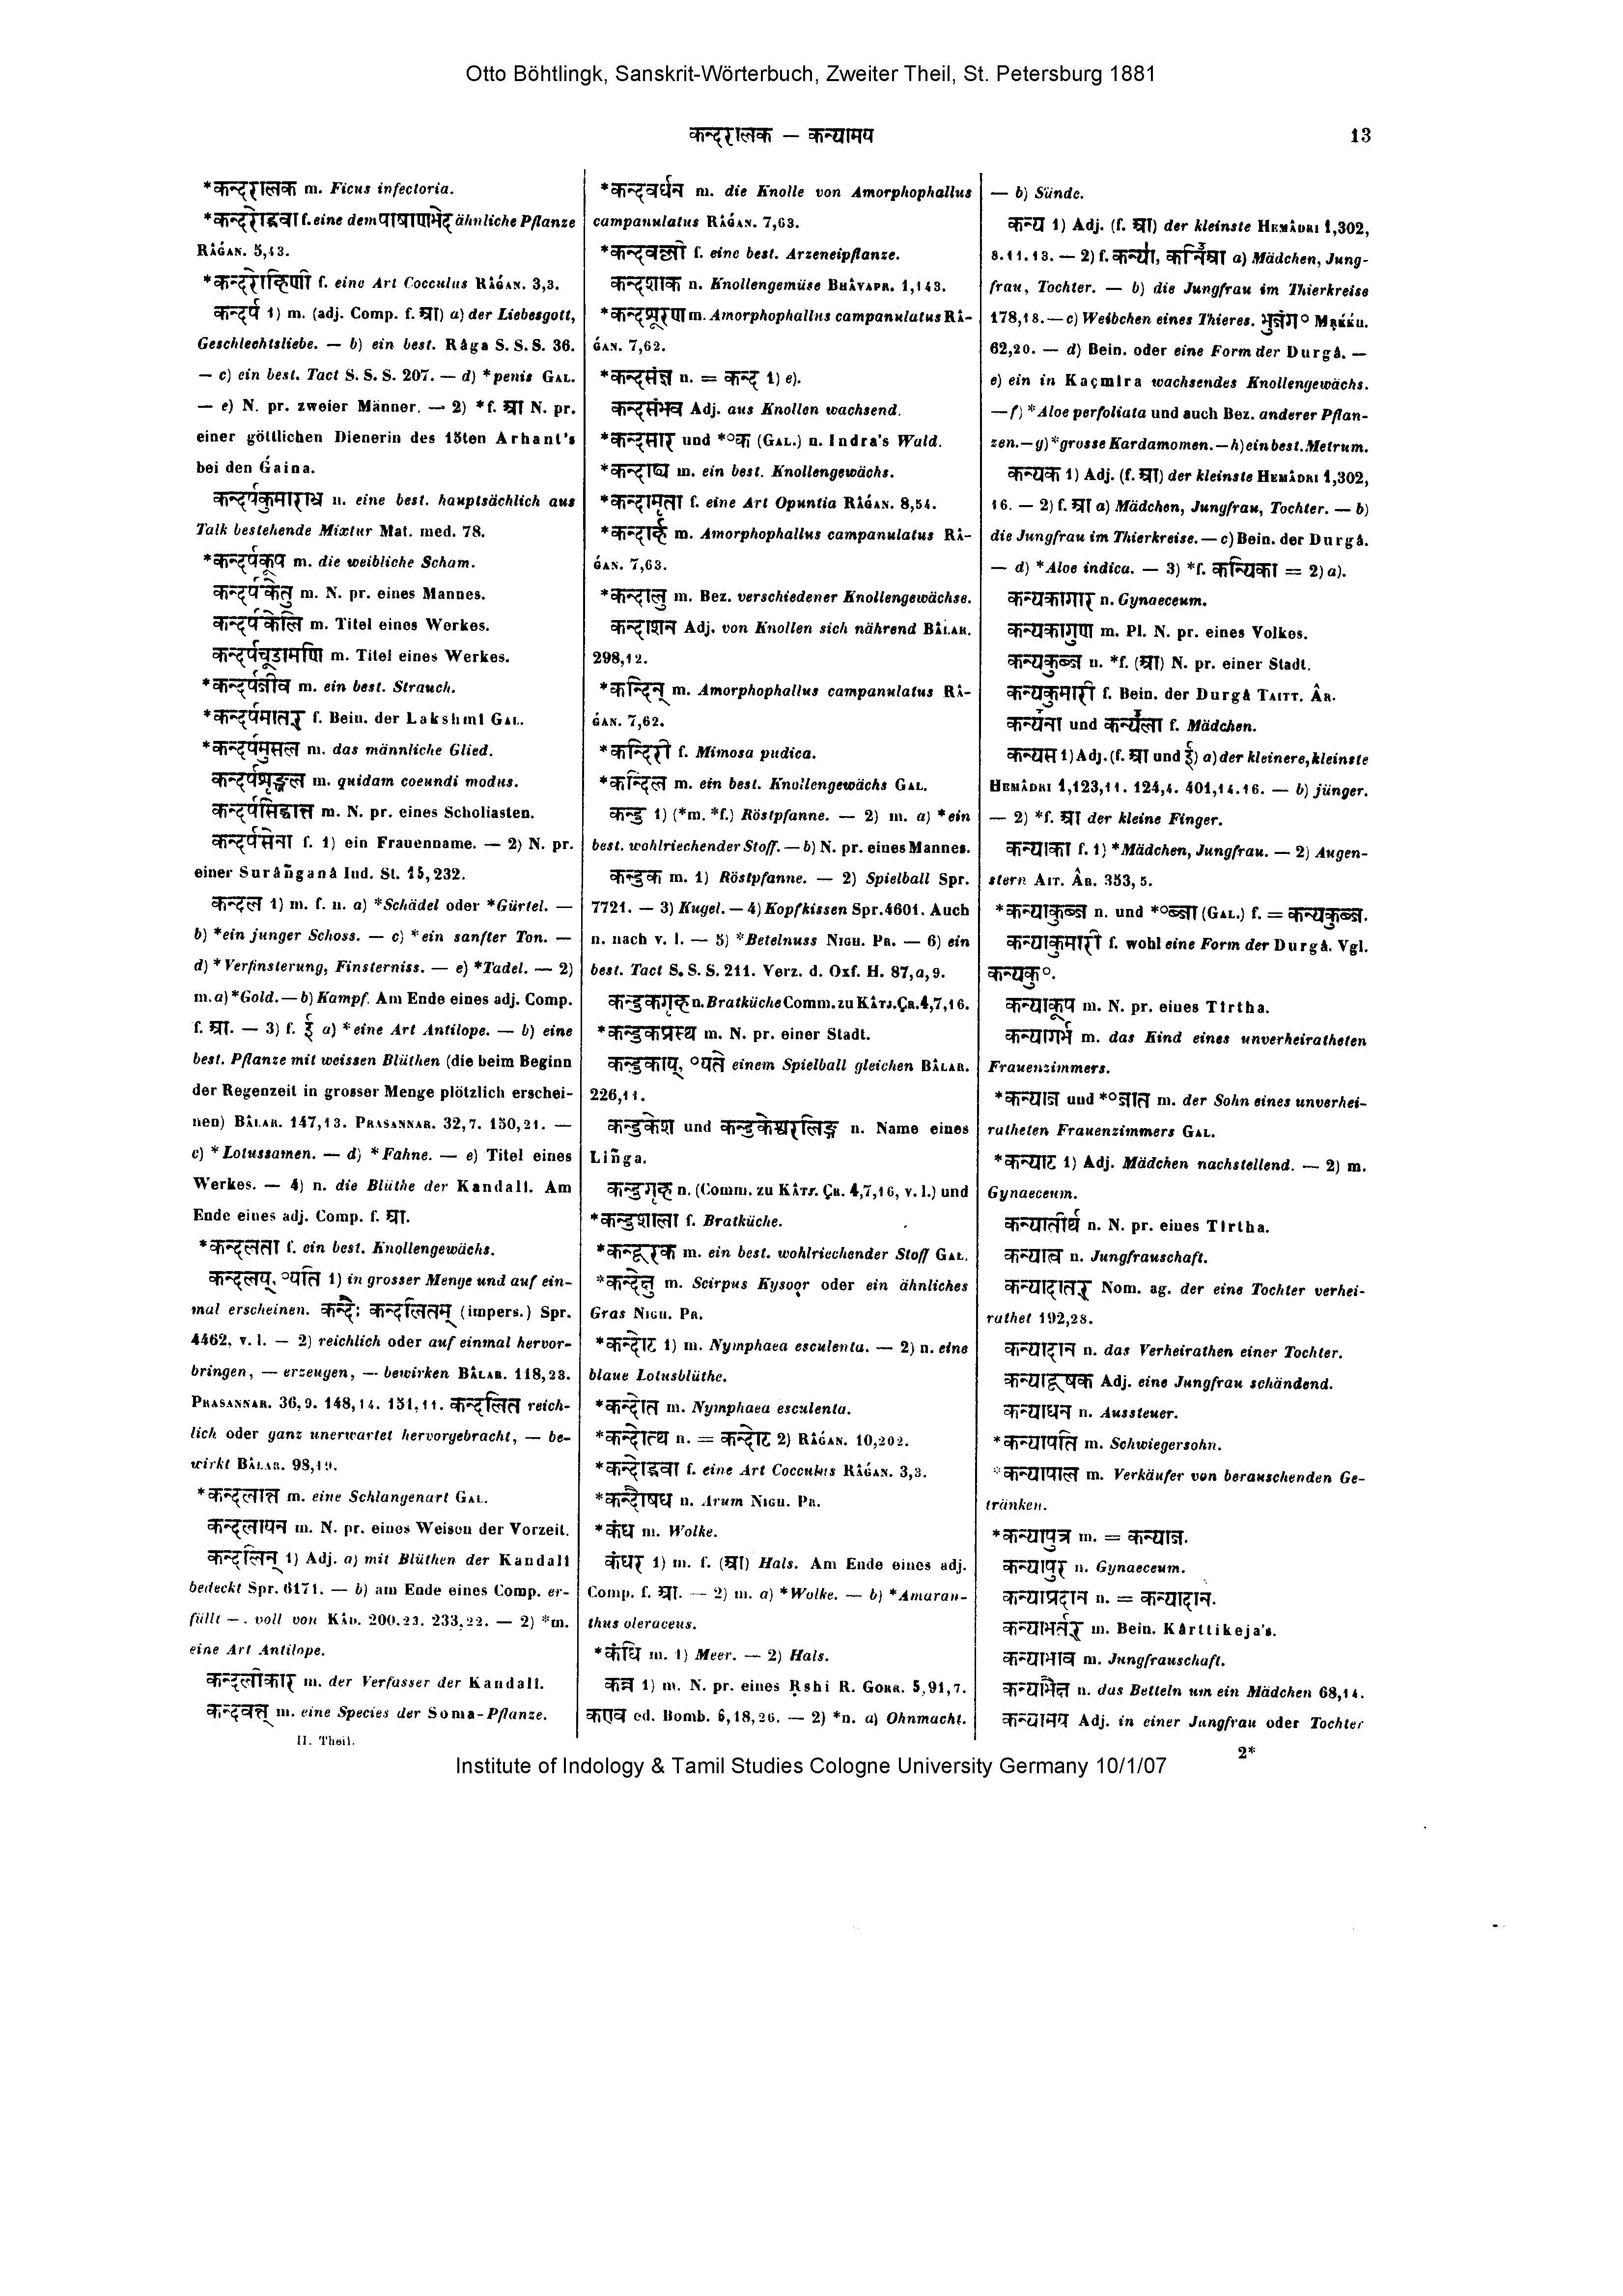 Otto Böhtlingk, Sanskrit-Wörterbuch, Zweiter Theil, St. Petersburg 1881
कन्दरालक — कन्यामय
13
*कन्दरालक m. Ficus infectoria.
*कन्दरोद्भवा f. eine dem पाषाणभेद ähnliche Pflanze
RÂǴAN. 5,43.
*कन्दरोहिणी f. eine Art Cocculus RÂǴAN. 3,3.
कन्दर्प 1) m. (adj. Comp. f. आ) a) der Liebesgott,
Geschlechtsliebe. — b) ein best. Râga S. S. S. 36.
— c) ein best. Tact S. S. S. 207. — d) *penis GAL.
— e) N. pr. zweier Männer. — 2) *f. आ N. pr.
einer göttlichen Dienerin des 15ten Arhant's
bei den Ǵaina.
कन्दर्पकुमाराभ्र n. eine best. hauptsächlich aus
Talk bestehende Mixtur Mat. med. 78.
*कन्दर्पकूप m. die weibliche Scham.
कन्दर्पकेतु m. N. pr. eines Mannes.
कन्दर्पकेलि m. Titel eines Werkes.
कन्दर्पचूडामणि m. Titel eines Werkes.
*कन्दर्पजीव m. ein best. Strauch.
*कन्दर्पमातर् f. Bein. der Lakshmî GAL.
*कन्दर्पमुसल m. das männliche Glied.
कन्दर्पशृङ्खल m. quidam coeundi modus.
कन्दर्पसिद्धान्त m. N. pr. eines Scholiasten.
कन्दर्पसेना f. 1) ein Frauenname. — 2) N. pr.
einer Surâṅganâ Ind. St. 15,232.
कन्दल 1) m. f. n. a) *Schädel oder *Gürtel. —
b) *ein junger Schoss. — c) *ein sanfter Ton. —
d) *Verfinsterung, Finsterniss. — e) *Tadel. — 2)
m. a) *Gold. — b) Kampf. Am Ende eines adj. Comp.
f. आ. — 3) f. ई a) *eine Art Antilope. — b) eine
best. Pflanze mit weissen Blüthen (die beim Beginn
der Regenzeit in grosser Menge plötzlich erschei-
nen) BÂLAR. 147,13. PRASANNAR. 32,7. 150,21. —
c) *Lotussamen. — d) *Fahne. — e) Titel eines
Werkes. — 4) n. die Blüthe der Kandalî. Am
Ende eines adj. Comp. f. आ.
*कन्दलता f. ein best. Knollengewächs.
कन्दलय्, °यति 1) in grosser Menge und auf ein-
mal erscheinen. कन्दैः कन्दलितम् (impers.) Spr.
4462, v. l. — 2) reichlich oder auf einmal hervor-
bringen, — erzeugen, — bewirken BÂLAR. 118,23.
PRASANNAR. 36,9. 148,14. 151,11. कन्दलित reich-
lich oder ganz unerwartet hervorgebracht, — be-
wirkt BÂLAR. 98,19.
*कन्दलान्त m. eine Schlangenart GAL.
कन्दलायन m. N. pr. eines Weisen der Vorzeit.
कन्दलिन् 1) Adj. a) mit Blüthen der Kandalî
bedeckt Spr. 6171. — b) am Ende eines Comp. er-
füllt —, voll von KÂD. 200,23. 233,22. — 2) *m.
eine Art Antilope.
कन्दलीकार m. der Verfasser der Kandalî.
कन्दवत् m. eine Species der Soma-Pflanze.
II. Theil.
*कन्दवर्धन m. die Knolle von Amorphophallus
campanulatus RÂǴAN. 7,63.
*कन्दवल्ली f. eine best. Arzeneipflanze.
कन्दशाक n. Knollengemüse BHÂVAPR. 1,143.
*कन्दशूरण m. Amorphophallus campanulatus RÂ-
ǴAN. 7,62.
*कन्दसंज्ञ n. = कन्द 1) e).
कन्दसंभव Adj. aus Knollen wachsend.
*कन्दसार und *°क (GAL.) n. Indra's Wald.
*कन्दाढ्य m. ein best. Knollengewächs.
*कन्दामृता f. eine Art Opuntia RÂǴAN. 8,54.
*कन्दार्ह m. Amorphophallus campanulatus RÂ-
ǴAN. 7,63.
*कन्दालु m. Bez. verschiedener Knollengewächse.
कन्दाशन Adj. von Knollen sich nährend BÂLAR.
298,12.
*कन्दिन् m. Amorphophallus campanulatus RÂ-
ǴAN. 7,62.
*कन्दिरी f. Mimosa pudica.
*कन्दिल m. ein best. Knollengewächs GAL.
कन्दु 1) (*m. *f.) Röstpfanne. — 2) m. a) *ein
best. wohlriechender Stoff. — b) N. pr. eines Mannes.
कन्दुक m. 1) Röstpfanne. — 2) Spielball Spr.
7721. — 3) Kugel. — 4) Kopfkissen Spr. 4601. Auch
n. nach v. l. — 5) *Betelnuss NIGH. PR. — 6) ein
best. Tact S. S. S. 211. Verz. d. Oxf. H. 87,a,9.
कन्दुकगृह n. Bratküche Comm. zu KÂTJ. ÇR. 4,7,16.
*कन्दुकप्रस्थ m. N. pr. einer Stadt.
कन्दुकाय्, °यते einem Spielball gleichen BÂLAR.
226,11.
कन्दुकेश und कन्दुकेश्वरलिङ्ग n. Name eines
Liṅga.
कन्दुगृह n. (Comm. zu KÂTJ. ÇR. 4,7,16, v. l.) und
*कन्दुशाला f. Bratküche.
*कन्दूरक m. ein best. wohlriechender Stoff GAL.
*कन्देक्षु m. Scirpus Kysoor oder ein ähnliches
Gras NIGH. PR.
*कन्दोट 1) m. Nymphaea esculenta. — 2) n. eine
blaue Lotusblüthe.
*कन्दोत m. Nymphaea esculenta.
*कन्दोत्थ n. = कन्दोट 2) RÂǴAN. 10,202.
*कन्दोद्भवा f. eine Art Cocculus RÂǴAN. 3,3.
*कन्दौषध n. Arum NIGH. PR.
*कंध m. Wolke.
कंधर 1) m. f. (आ) Hals. Am Ende eines adj.
Comp. f. आ. — 2) m. a) *Wolke. — b) *Amaran-
thus oleraceus.
*कंधि m. 1) Meer. — 2) Hals.
कन्न 1) m. N. pr. eines Ṛshi R. GORR. 5,91,7.
कण्व ed. Bomb. 6,18,26. — 2) *n. a) Ohnmacht.
— b) Sünde.
कन्य 1) Adj. (f. आ) der kleinste HEMÂDRI 1,302,
8.11.13. — 2) f. कन्या, कनिष्ठा a) Mädchen, Jung-
frau, Tochter. — b) die Jungfrau im Thierkreise
178,18. — c) Weibchen eines Thieres. भुजंग° MṚḰḰH.
62,20. — d) Bein. oder eine Form der Durgâ. —
e) ein in Kaçmîra wachsendes Knollengewächs.
— f) *Aloe perfoliata und auch Bez. anderer Pflan-
zen. — g) *grosse Kardamomen. — h) ein best. Metrum.
कन्यक 1) Adj. (f. आ) der kleinste HEMÂDRI 1,302,
16. — 2) f. आ a) Mädchen, Jungfrau, Tochter. — b)
die Jungfrau im Thierkreise. — c) Bein. der Durgâ.
— d) *Aloe indica. — 3) *f. कन्यिका = 2) a).
कन्यकागार n. Gynaeceum.
कन्यकागुण m. Pl. N. pr. eines Volkes.
कन्यकुब्ज n. *f. (आ) N. pr. einer Stadt.
कन्यकुमारी f. Bein. der Durgâ TAITT. ÂR.
कन्यना und कन्यला f. Mädchen.
कन्यस 1) Adj. (f. आ und ई) a) der kleinere, kleinste
HEMÂDRI 1,123,11. 124,4. 401,14.16. — b) jünger.
— 2) *f. आ der kleine Finger.
कन्याका f. 1) *Mädchen, Jungfrau. — 2) Augen-
stern AIT. ÂR. 353, 5.
*कन्याकुब्ज n. und *°ब्जा (GAL.) f. = कन्यकुब्ज.
कन्याकुमारी f. wohl eine Form der Durgâ. Vgl.
कन्यकु°.
कन्याकूप m. N. pr. eines Tîrtha.
कन्यागर्भ m. das Kind eines unverheiratheten
Frauenzimmers.
*कन्याज und *°जात m. der Sohn eines unverhei-
ratheten Frauenzimmers GAL.
*कन्याट 1) Adj. Mädchen nachstellend. — 2) m.
Gynaeceum.
कन्यातीर्थ n. N. pr. eines Tîrtha.
कन्यात्व n. Jungfrauschaft.
कन्यादातर् Nom. ag. der eine Tochter verhei-
rathet 192,28.
कन्यादान n. das Verheirathen einer Tochter.
कन्यादूषक Adj. eine Jungfrau schändend.
कन्याधन n. Aussteuer.
*कन्यापति m. Schwiegersohn.
*कन्यापाल m. Verkäufer von berauschenden Ge-
tränken.
*कन्यापुत्र m. = कन्याज.
कन्यापुर n. Gynaeceum.
कन्याप्रदान n. = कन्यादान.
कन्याभर्तर् m. Bein. Kârttikeja's.
कन्याभाव m. Jungfrauschaft.
कन्याभैक्ष n. das Betteln um ein Mädchen 68,14.
कन्यामय Adj. in einer Jungfrau oder Tochter
2*
Institute of Indology & Tamil Studies Cologne University Germany 10/1/07